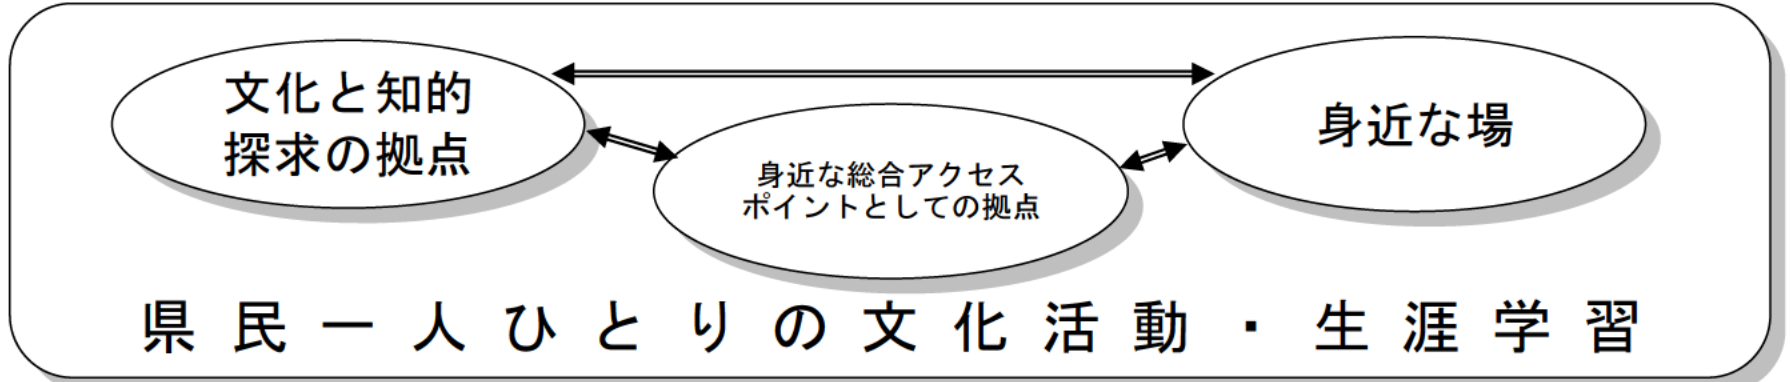 文化と知的
探求の拠点
身近な総合アクセス
ポイントとしての拠点
身近な場
県民一人ひとりの文化活動・生涯学習